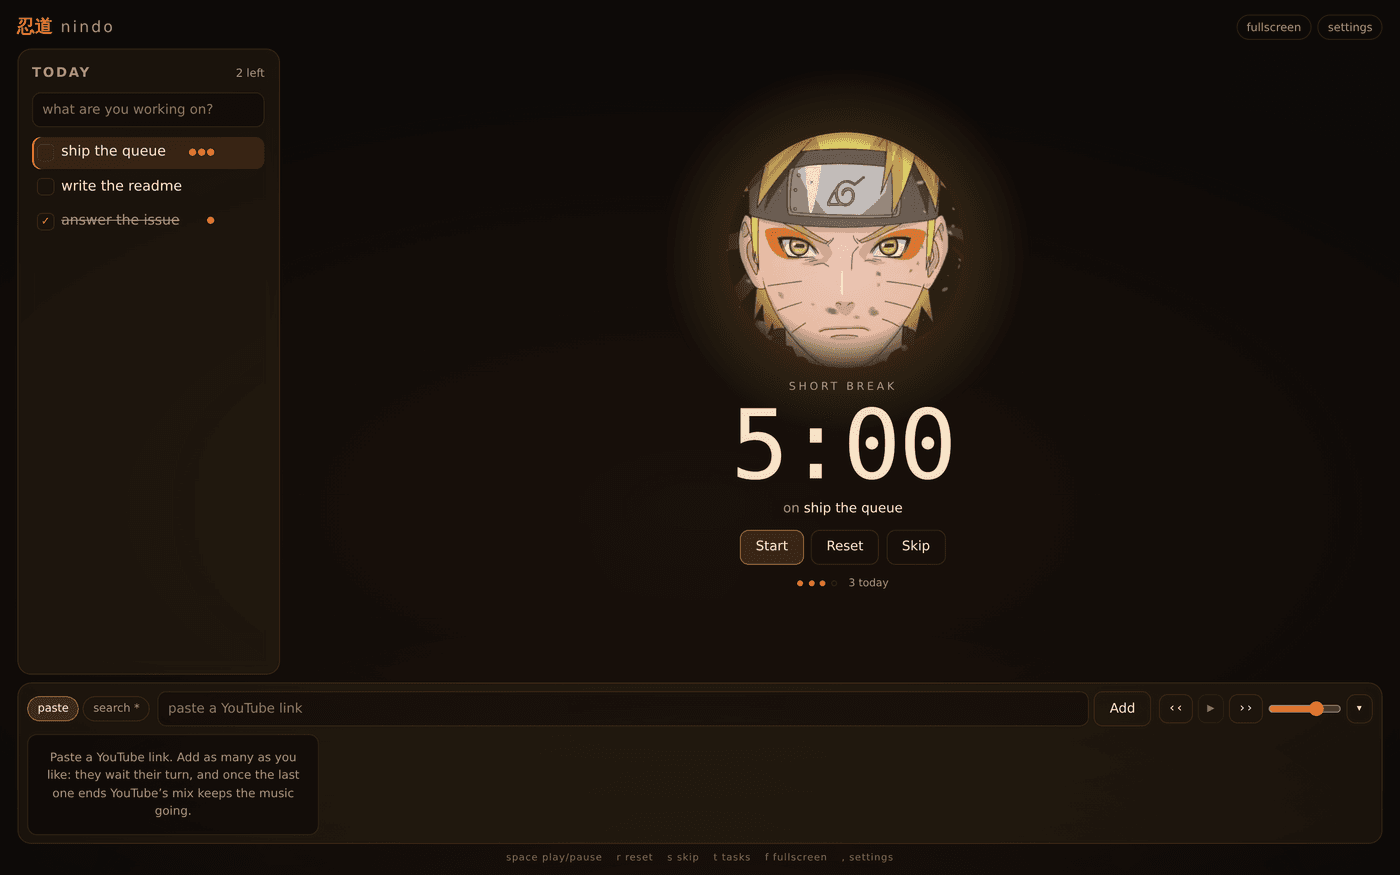 忍道 nindo
fullscreen
settings
TODAY
2 left
what are you working on?
ship the queue
write the readme
✓ answer the issue
SHORT BREAK
5:00
on ship the queue
Start
Reset
Skip
3 today
paste
search *
paste a YouTube link
Add
‹‹
▶
››
▾
Paste a YouTube link. Add as many as you
like: they wait their turn, and once the last
one ends YouTube’s mix keeps the music
going.
space play/pause r reset s skip t tasks f fullscreen , settings